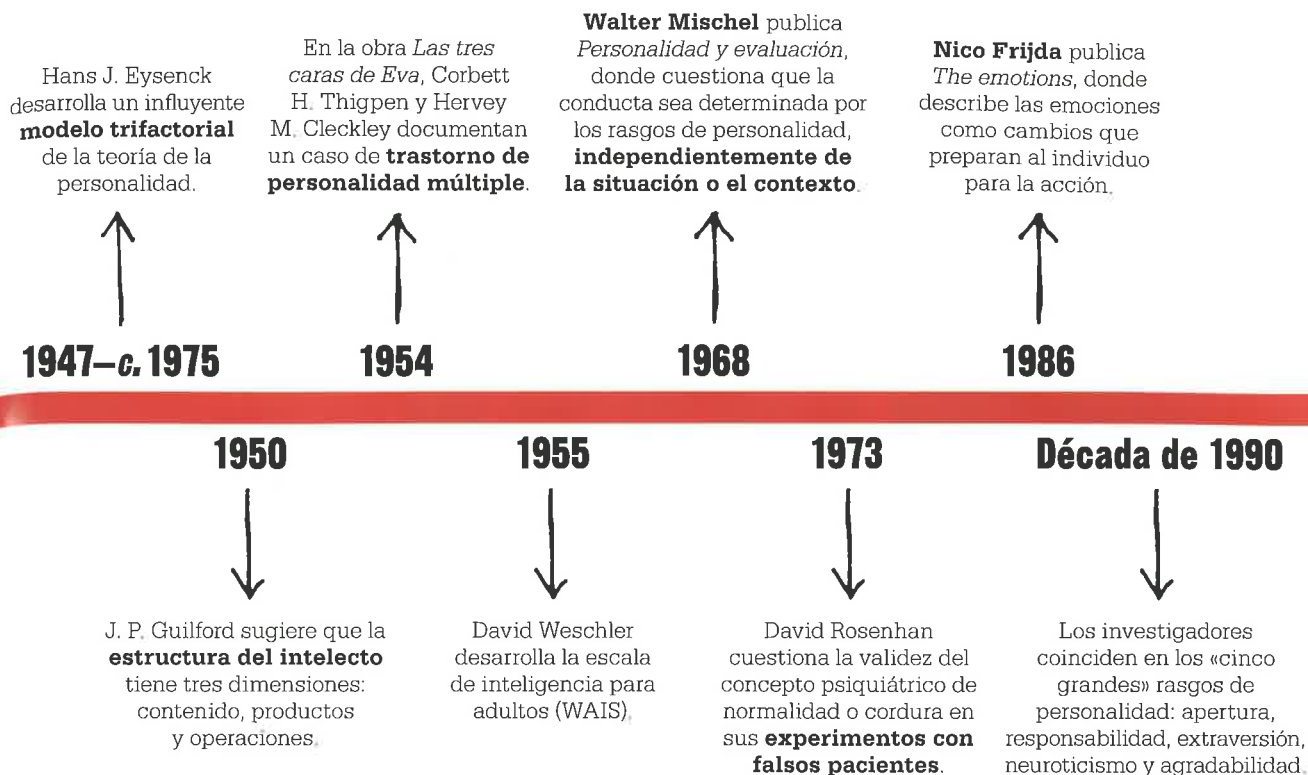 Hans J. Eysenck
desarrolla un influyente
modelo trifactorial
de la teoría de la
personalidad.
1947–c. 1975
En la obra Las tres
caras de Eva, Corbett
H. Thigpen y Hervey
M. Cleckley documentan
un caso de trastorno de
personalidad múltiple.
1954
Walter Mischel publica
Personalidad y evaluación,
donde cuestiona que la
conducta sea determinada por
los rasgos de personalidad,
independientemente de
la situación o el contexto.
1968
Nico Frijda publica
The emotions, donde
describe las emociones
como cambios que
preparan al individuo
para la acción.
1986
1950
J. P. Guilford sugiere que la
estructura del intelecto
tiene tres dimensiones:
contenido, productos
y operaciones.
1955
David Weschler
desarrolla la escala
de inteligencia para
adultos (WAIS).
1973
David Rosenhan
cuestiona la validez del
concepto psiquiátrico de
normalidad o cordura en
sus experimentos con
falsos pacientes.
Década de 1990
Los investigadores
coinciden en los «cinco
grandes» rasgos de
personalidad: apertura,
responsabilidad, extraversión,
neuroticismo y agradabilidad.